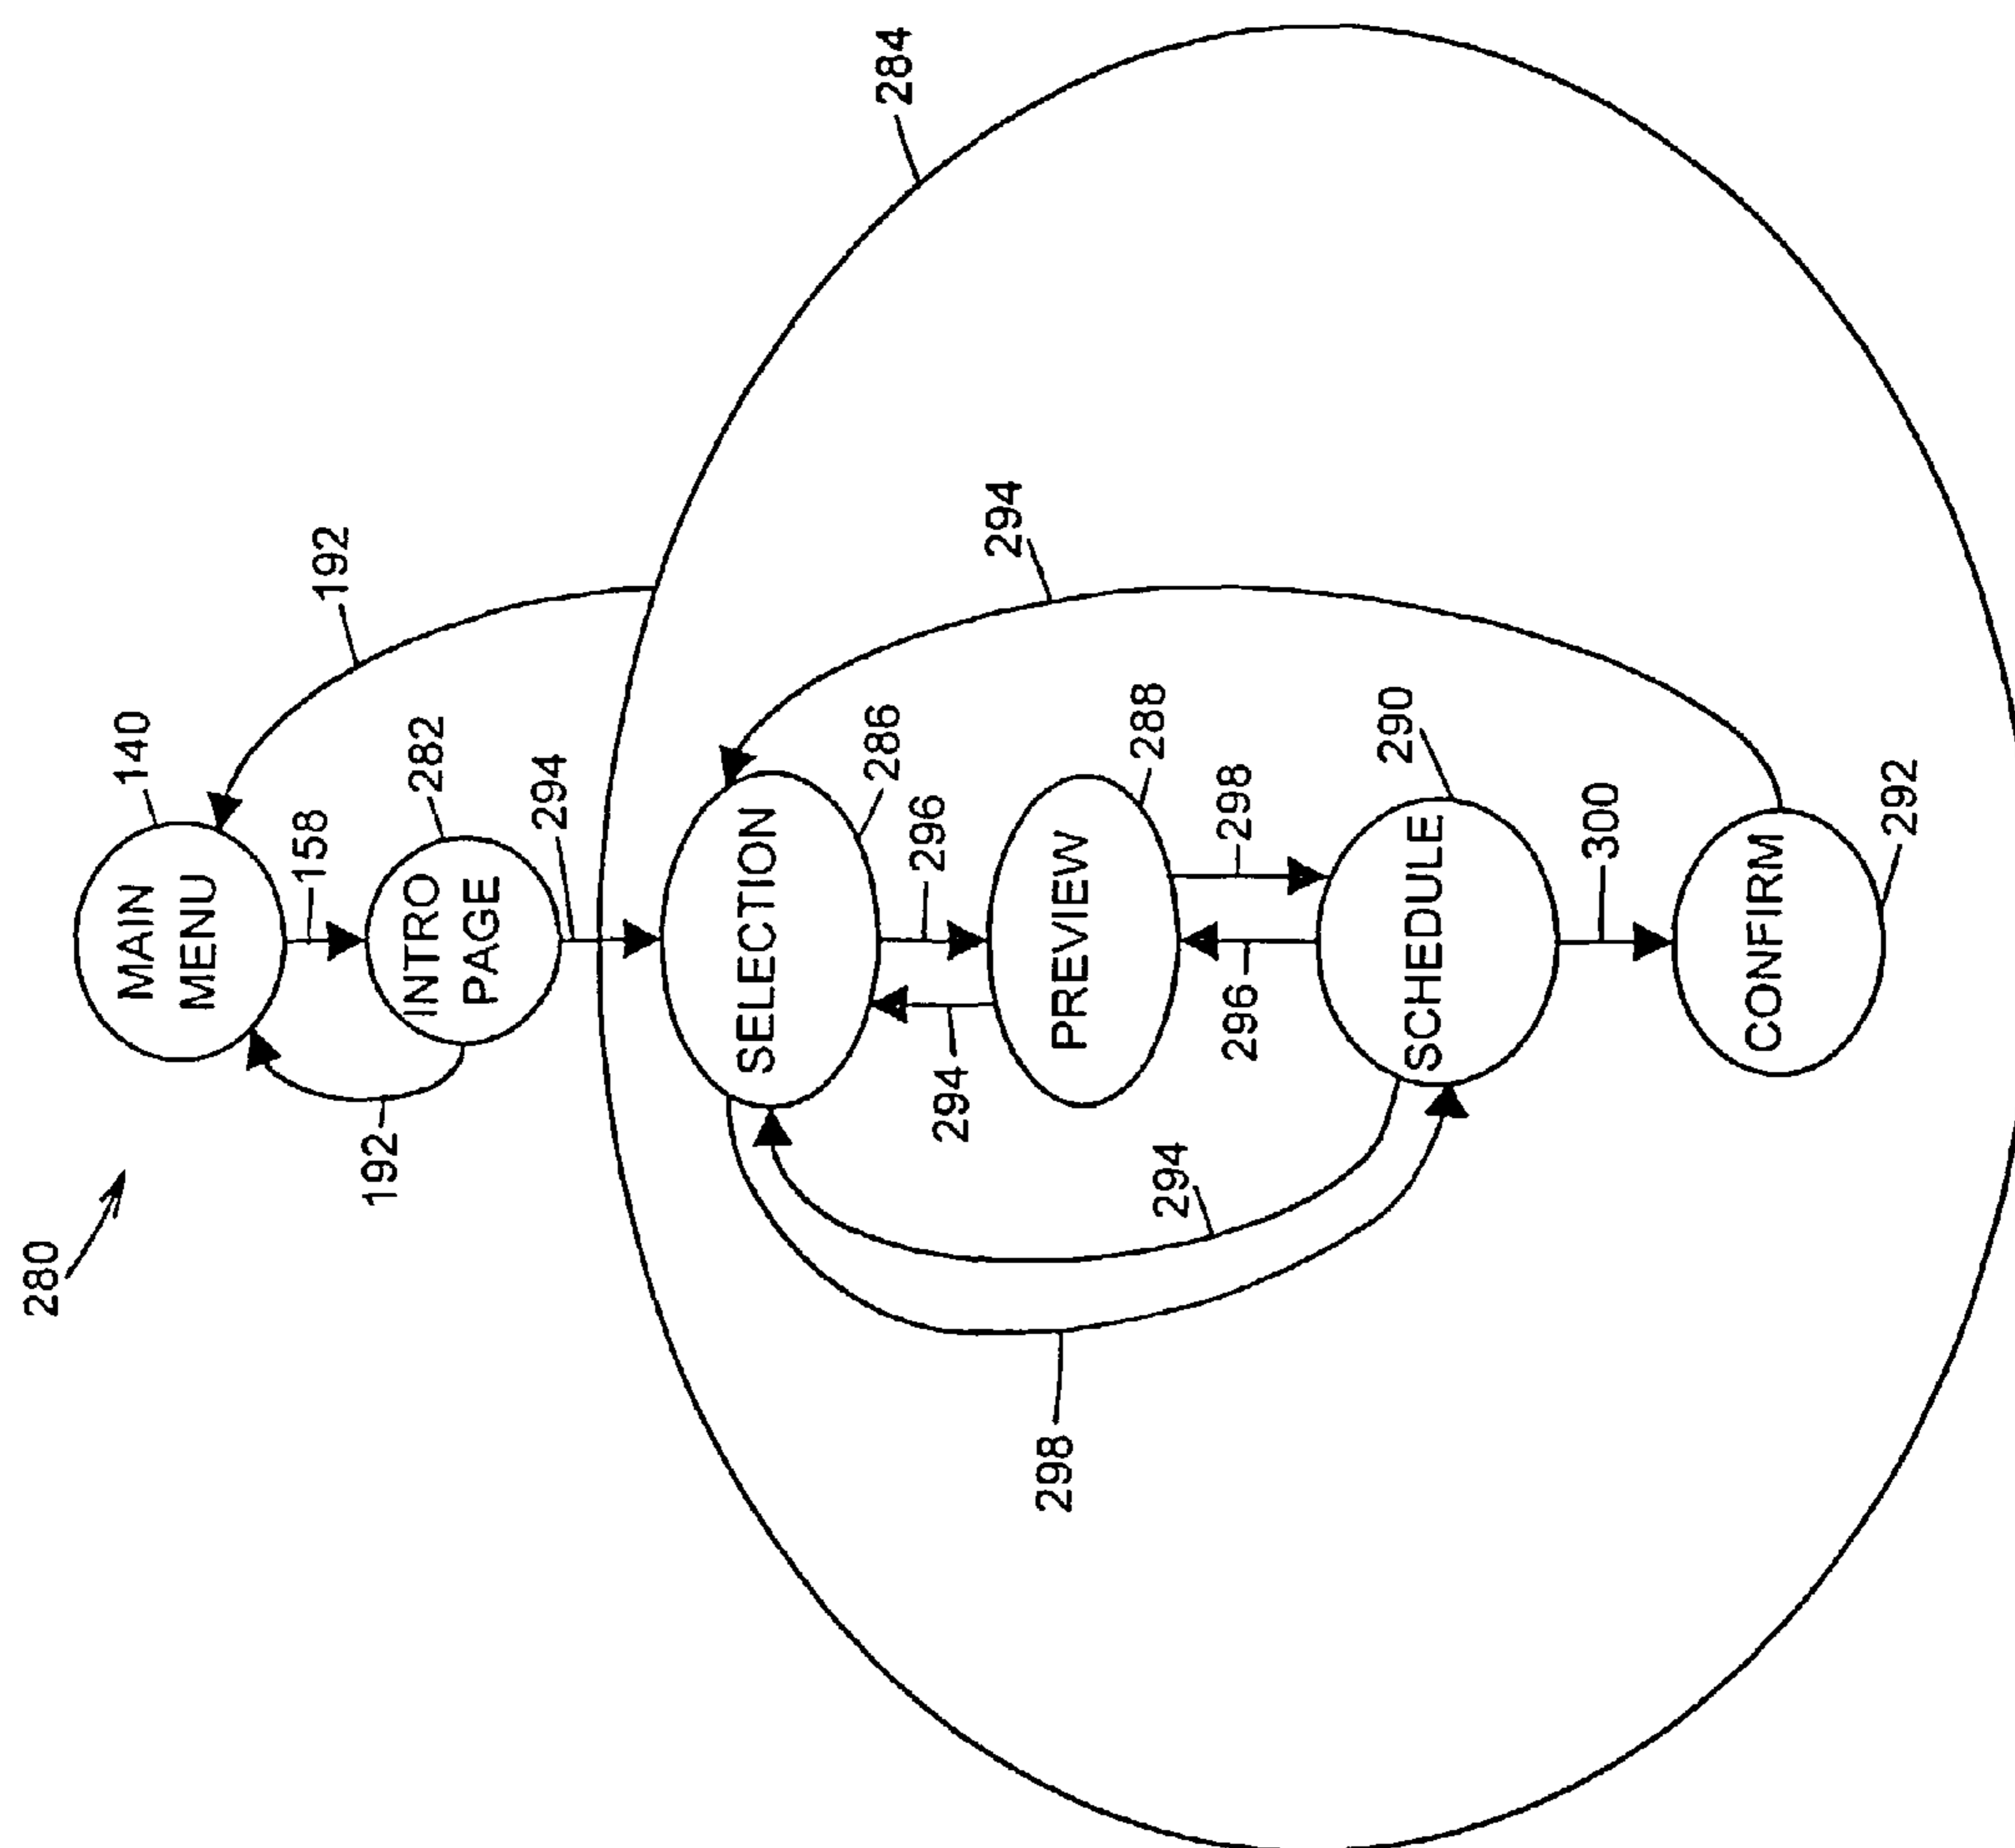 280
MAIN
MENU
140
158
192
192
INTRO
PAGE
282
294
284
SELECTION
286
296
294
294
PREVIEW
288
298
296
298
294
SCHEDULE
290
300
CONFIRM
292